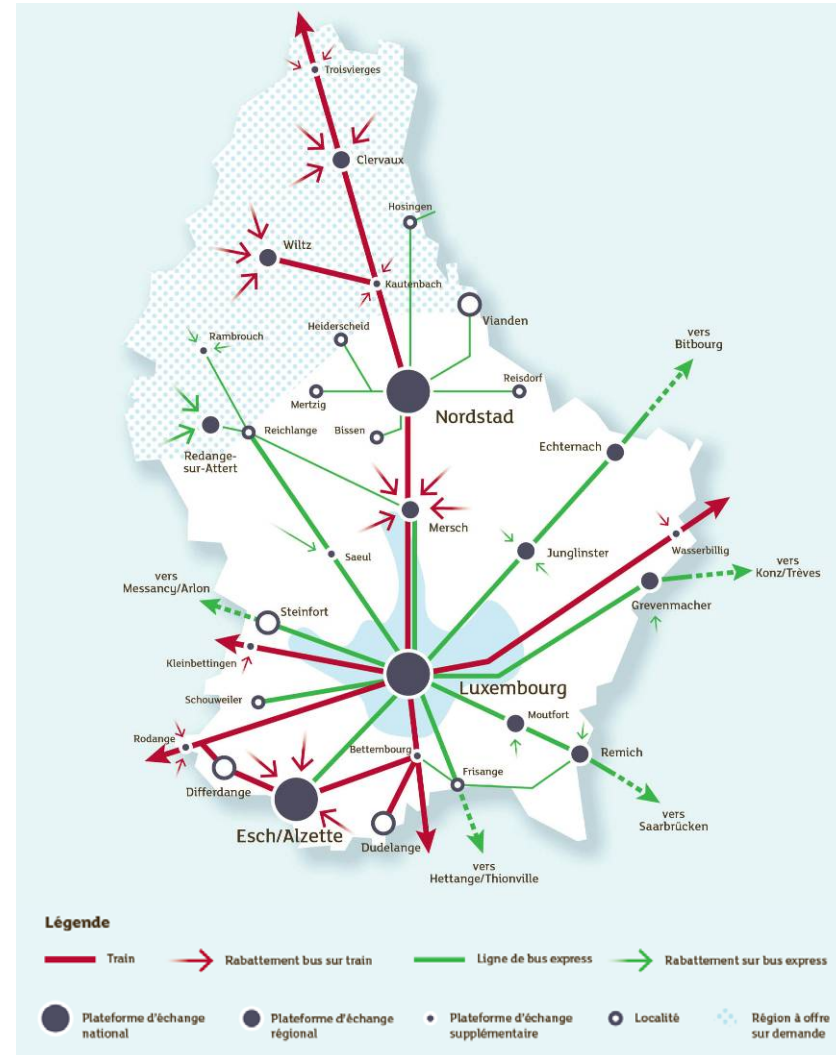 Troisvierges
Clervaux
Hosingen
Wiltz
Kautenbach
Vianden
Heiderscheid
Rambrouch
vers
Bitbourg
Mertzig
Reisdorf
Nordstad
Reichlange
Bissen
Redange-
sur-Attert
Echternach
Mersch
Junglinster
Wasserbillig
Saeul
vers
Messancy/Arlon
vers
Konz/Trèves
Steinfort
Grevenmacher
Kleinbettingen
Luxembourg
Schouweiler
Moutfort
Rodange
Bettembourg
Frisange
Remich
Differdange
Esch/Alzette
Dudelange
vers
Saarbrücken
vers
Hettange/Thionville
Légende
Train
Rabattement bus sur train
Ligne de bus express
Rabattement sur bus express
Plateforme d'échange
national
Plateforme d'échange
régional
Plateforme d'échange
supplémentaire
Localité
Région à offre
sur demande